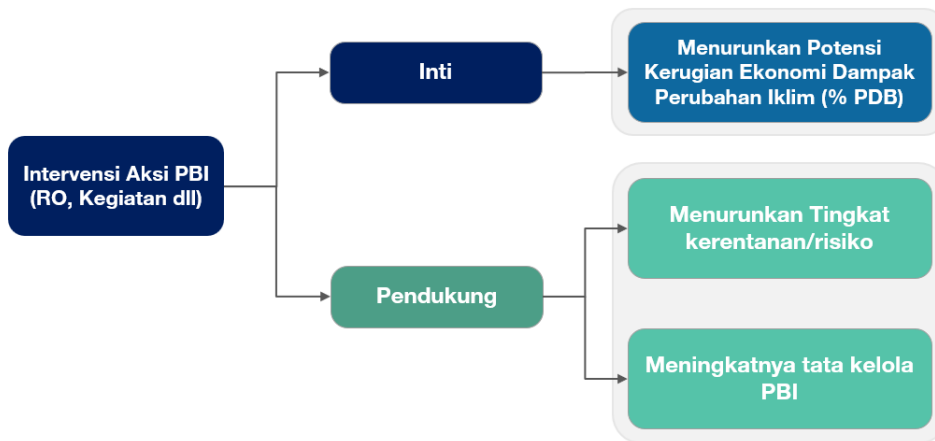 Intervensi Aksi PBI
(RO, Kegiatan dll)
Inti
Menurunkan Potensi
Kerugian Ekonomi Dampak
Perubahan Iklim (% PDB)
Pendukung
Menurunkan Tingkat
kerentanan/risiko
Meningkatnya tata kelola
PBI